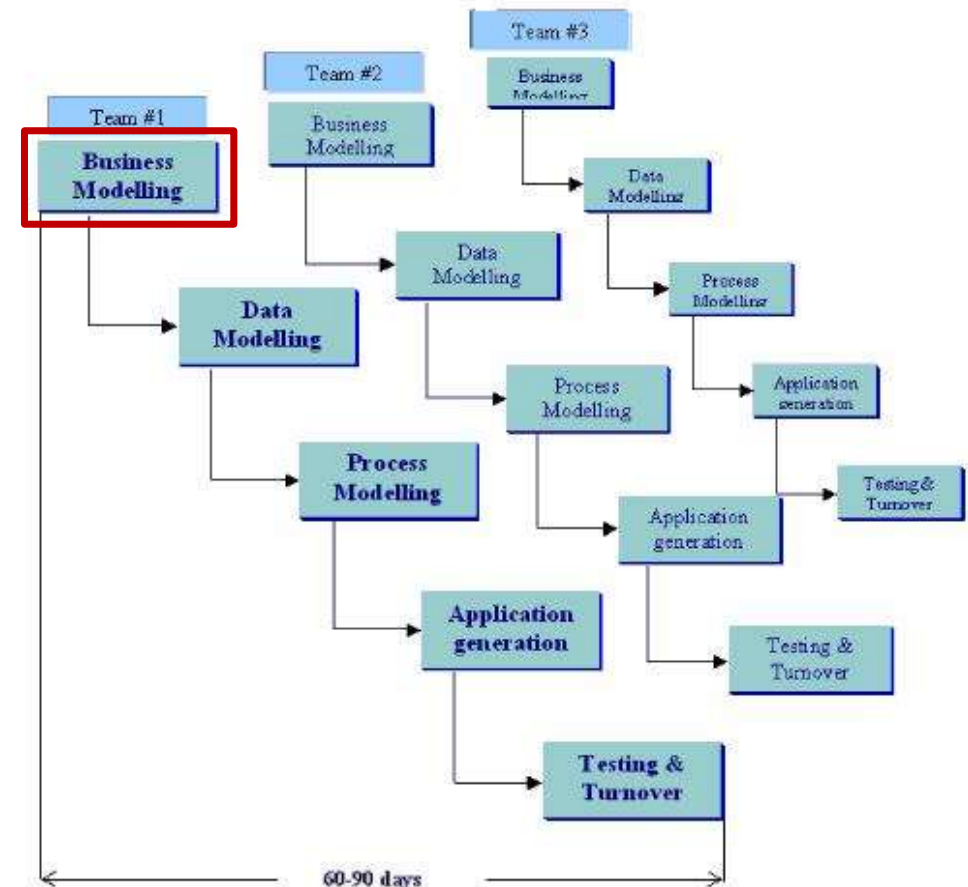 Team #1
Business
Modelling
Data
Modelling
Process
Modelling
Application
generation
Testing &
Turnover
Team #2
Business
Modelling
Data
Modelling
Process
Modelling
Application
generation
Testing &
Turnover
Team #3
Business
Modelling
Data
Modelling
Process
Modelling
Application
generation
Testing &
Turnover
60-90 days